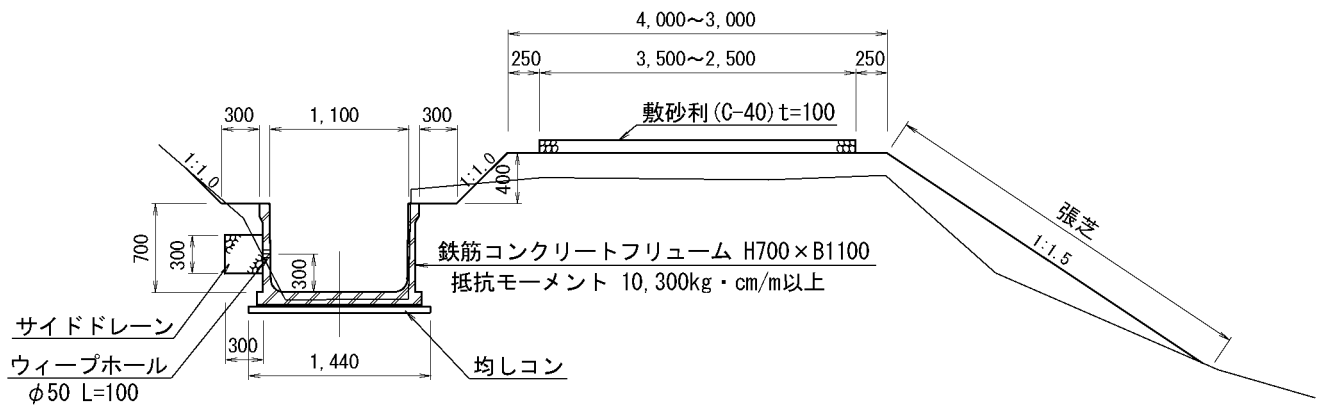 4,000～3,000
250
3,500～2,500
250
300
1,100
300
敷砂利(C-40)t=100
1:1.0
1:1.0
400
700
300
300
張芝
1:1.5
鉄筋コンクリートフリューム H700×B1100
抵抗モーメント 10,300kg・cm/m以上
サイドドレーン
300
1,440
均しコン
ウィープホール
φ50 L=100